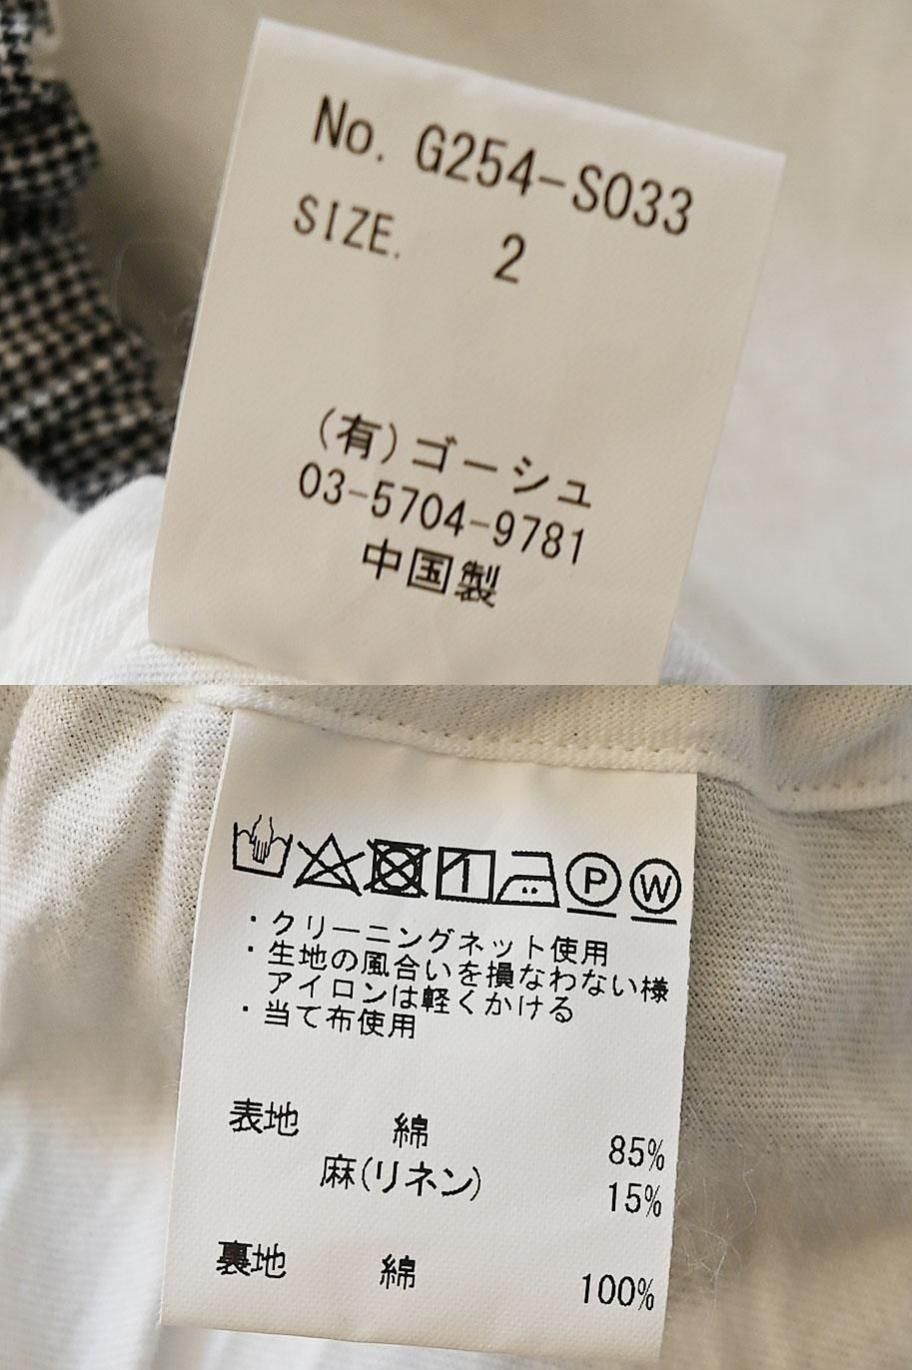 No. G254-S033
SIZE. 2
(有)ゴーシュ
03-5704-9781
中国製
P W
・クリーニングネット使用
・生地の風合いを損なわない様
アイロンは軽くかける
・当て布使用
表地 綿 85%
麻(リネン) 15%
裏地 綿 100%